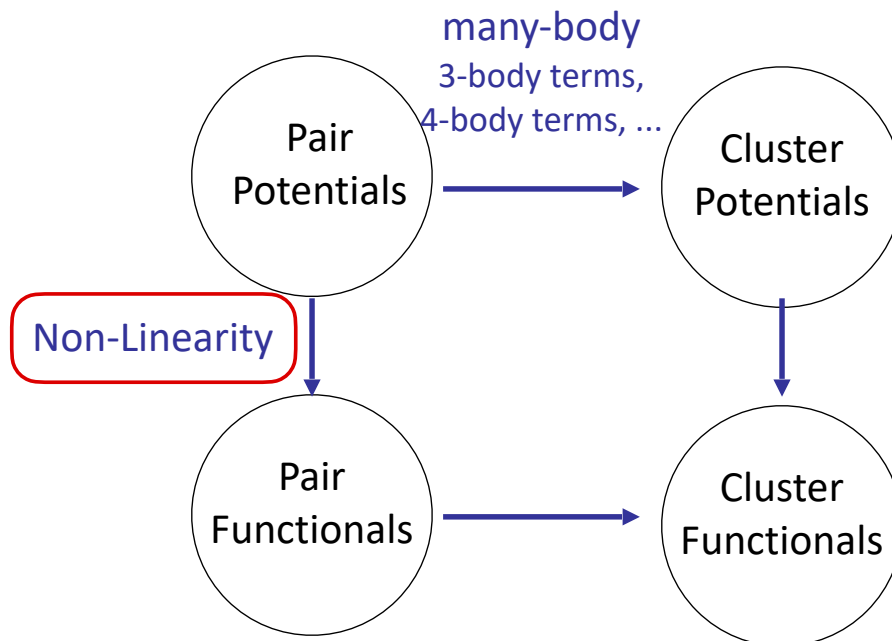 many-body
3-body terms,
4-body terms, ...
Pair
Potentials
Cluster
Potentials
Non-Linearity
Pair
Functionals
Cluster
Functionals